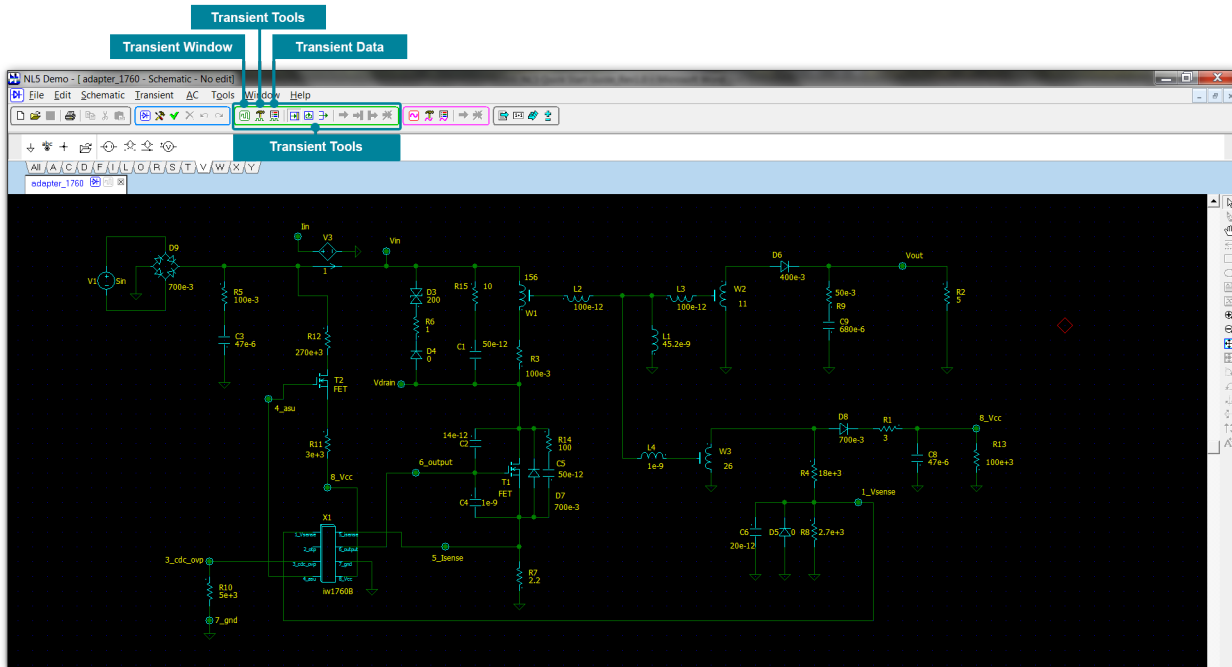 Transient Tools
Transient Window
Transient Data
NL5 Demo - [ adapter_1760 - Schematic - No edit]
File Edit Schematic Transient AC Tools Window Help
Transient Tools
All A C D F I L O R S T V W X Y
adapter_1760
Iin
V3
1
Vin
D9
700e-3
V1
Sin
R5
100e-3
C3
47e-6
R12
270e+3
T2
FET
4_asu
R11
3e+3
8_Vcc
D3
200
R6
1
D4
0
Vdrain
R15
10
C1
50e-12
156
W1
R3
100e-3
L2
100e-12
L3
100e-12
L1
45.2e-9
W2
11
D6
400e-3
Vout
50e-3
R9
C9
680e-6
R2
5
14e-12
C2
6_output
T1
FET
C4
1e-9
R14
100
C5
50e-12
D7
700e-3
L4
1e-9
W3
26
D8
700e-3
R1
3
8_Vcc
C8
47e-6
R13
100e+3
R4
18e+3
1_Vsense
C6
20e-12
D5
0
R8
2.7e+3
X1
1_Vsense
5_Isense
6_output
3_cdc_ovp
7_gnd
4_asu
8_Vcc
iw1760B
5_Isense
R7
2.2
3_cdc_ovp
R10
5e+3
7_gnd